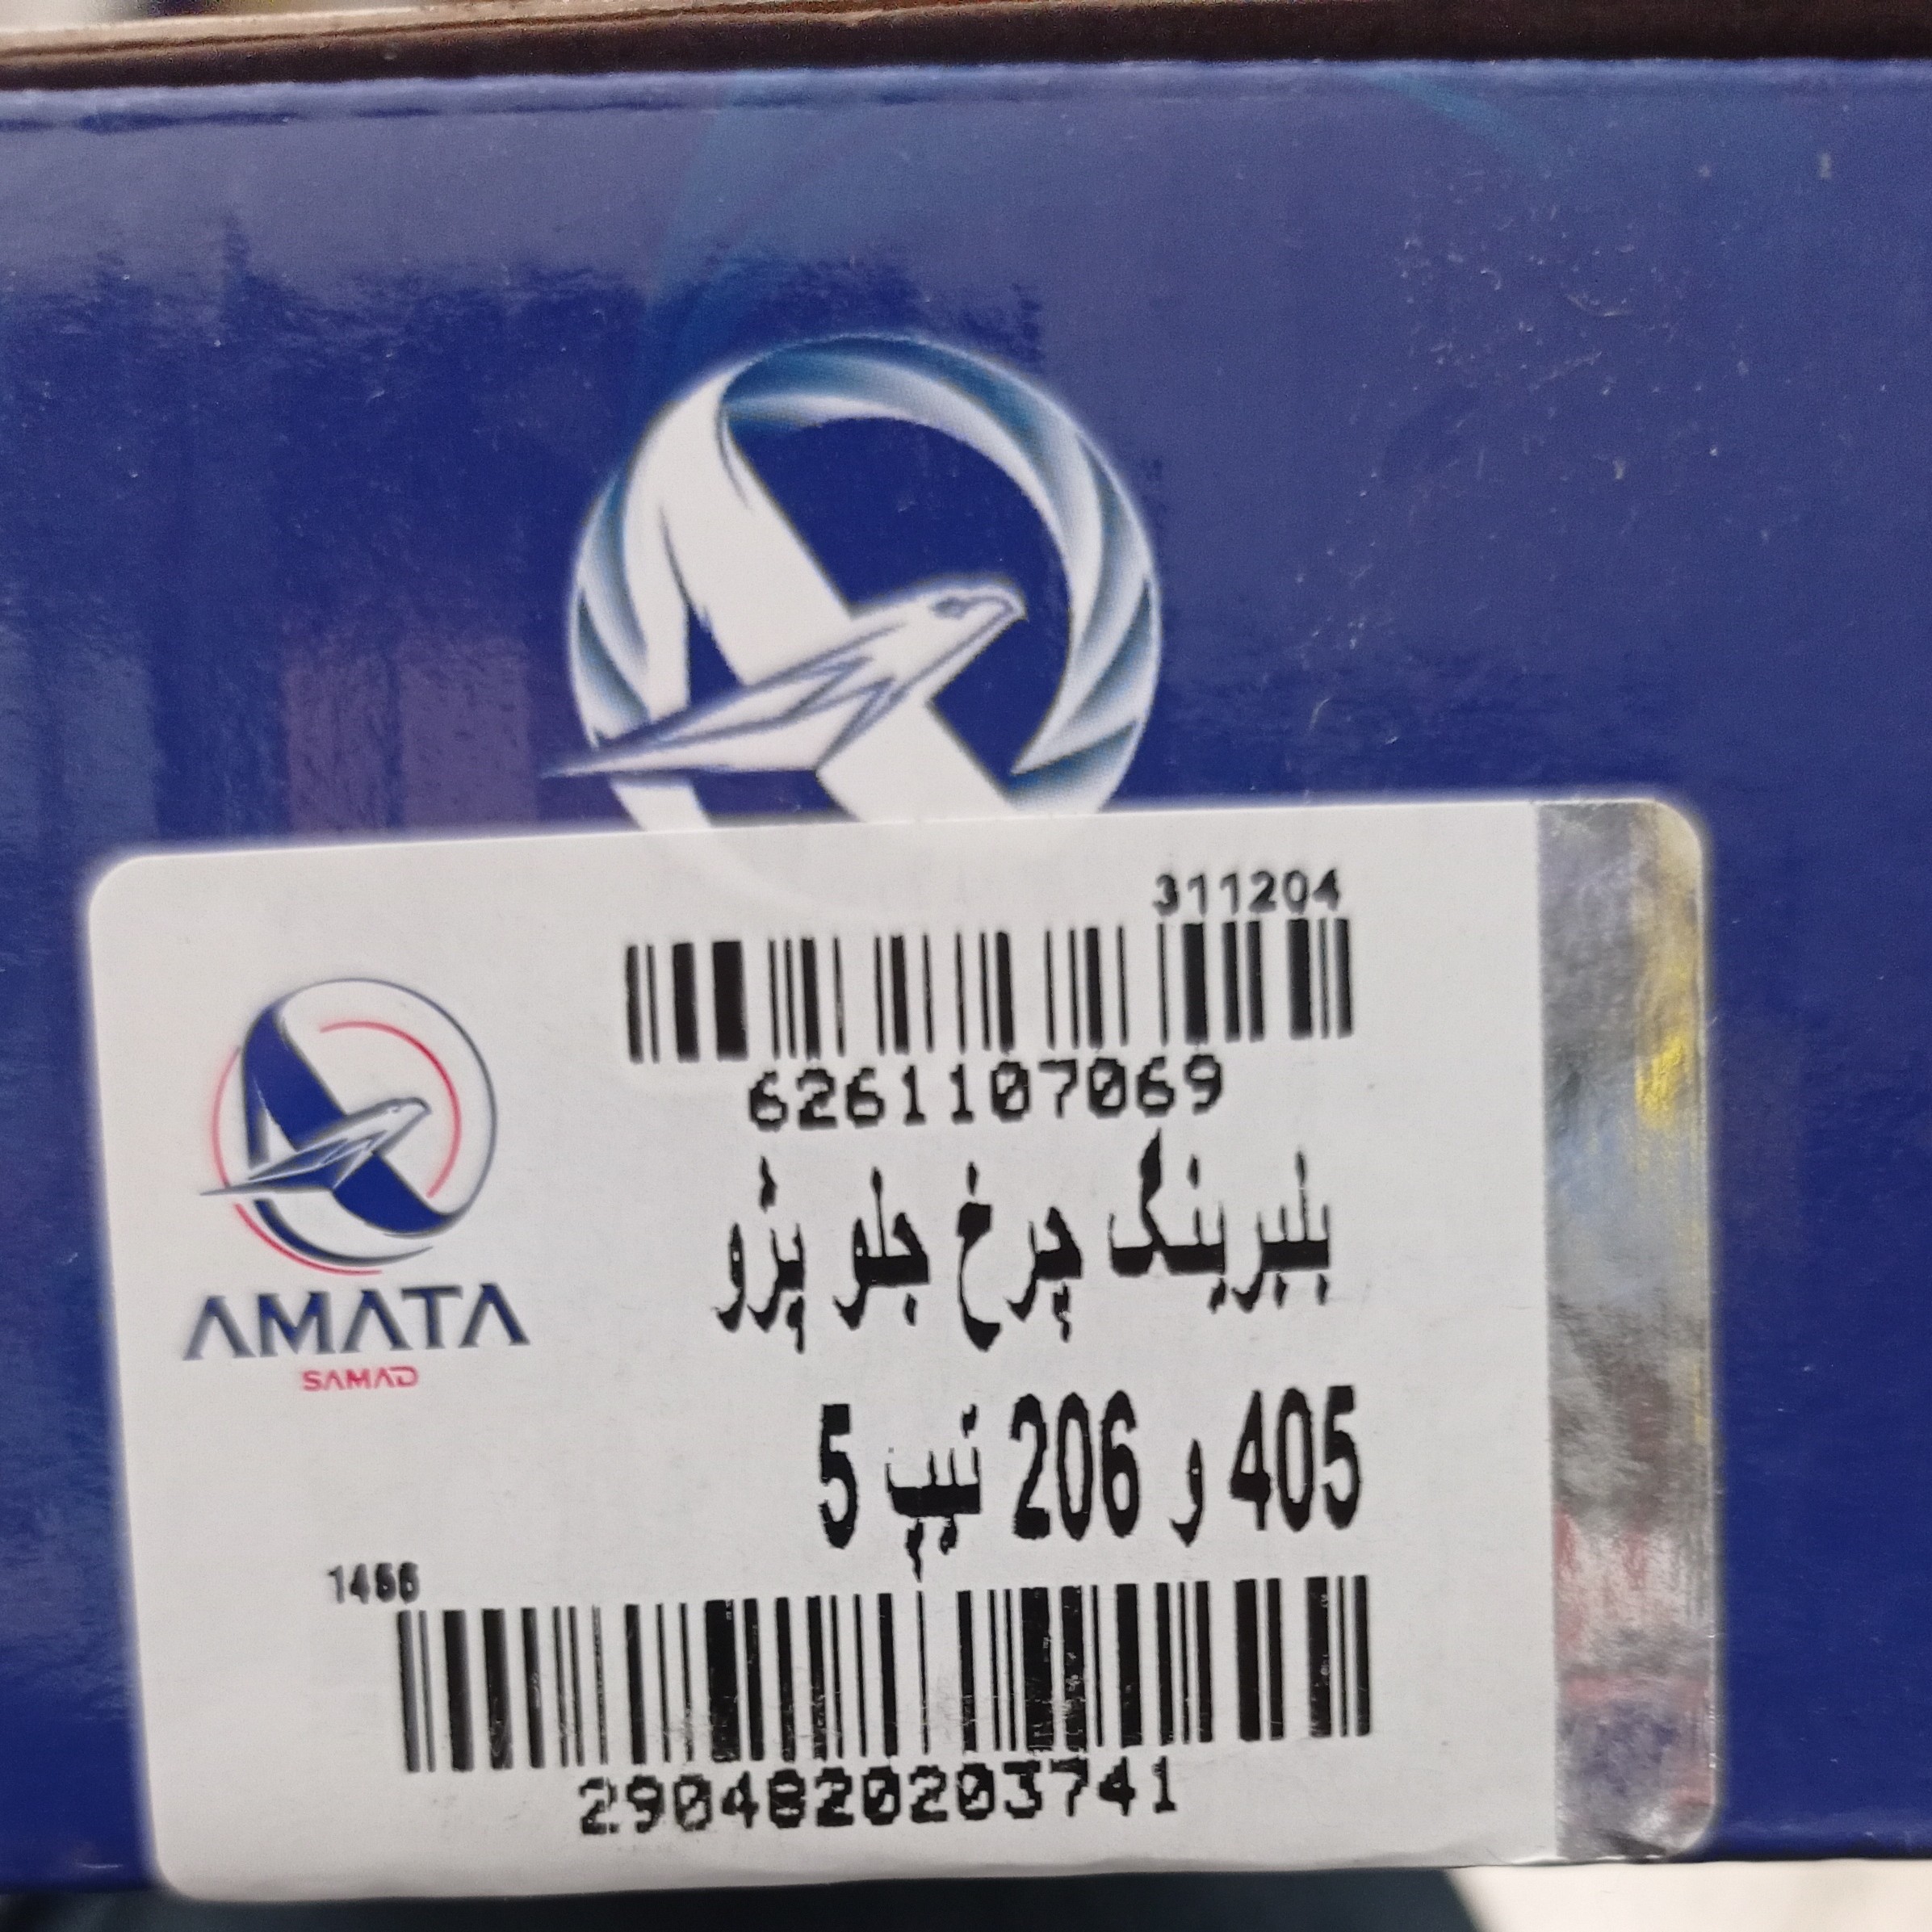 311204
6261107069
بلبرینگ چرخ جلو پژو
405 و 206 تیپ 5
AMATA
SAMAD
1466
2904820203741